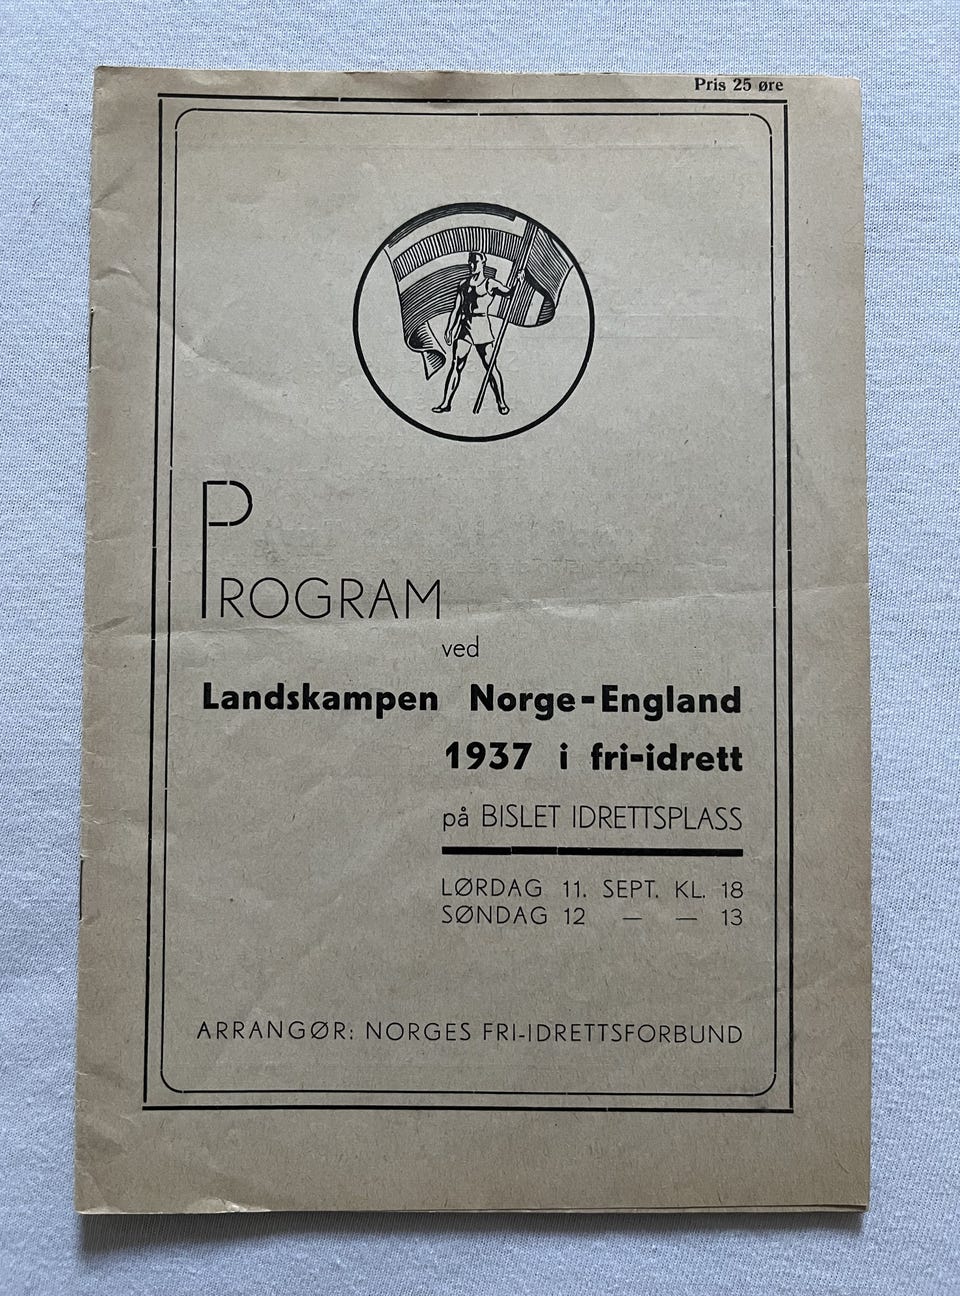 Pris 25 øre
PROGRAM
ved
Landskampen Norge-England
1937 i fri-idrett
på BISLET IDRETTSPLASS
LØRDAG 11. SEPT. KL. 18
SØNDAG 12 — — 13
ARRANGØR: NORGES FRI-IDRETTSFORBUND